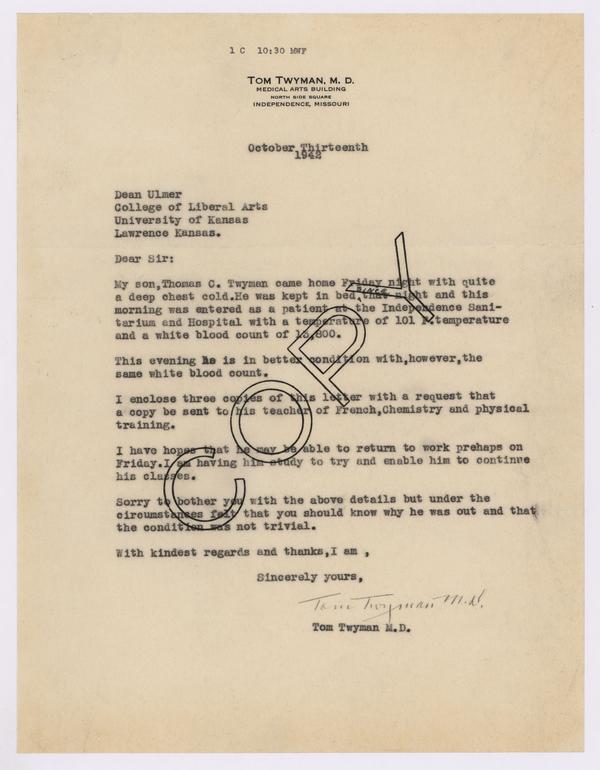 1 C 10:30 MWF
TOM TWYMAN, M. D.
MEDICAL ARTS BUILDING
NORTH SIDE SQUARE
INDEPENDENCE, MISSOURI
October Thirteenth
1942
Dean Ulmer
College of Liberal Arts
University of Kansas
Lawrence Kansas.
Dear Sir:
My son,Thomas C. Twyman came home Friday night with quite
SINCE
a deep chest cold.He was kept in bed that night and this
morning was entered as a patient at the Independence Sani-
tarium and Hospital with a temperature of 101 F.temperature
and a white blood count of 15,800.
This evening he is in better condition with,however,the
same white blood count.
I enclose three copies of this letter with a request that
a copy be sent to his teacher of French,Chemistry and physical
training.
I have hopes that he may be able to return to work prehaps on
Friday.I am having him study to try and enable him to continue
his classes.
Sorry to bother you with the above details but under the
circumstances felt that you should know why he was out and that
the condition was not trivial.
With kindest regards and thanks,I am ,
Sincerely yours,
Tom Twyman M.D.
Tom Twyman M.D.
COPY